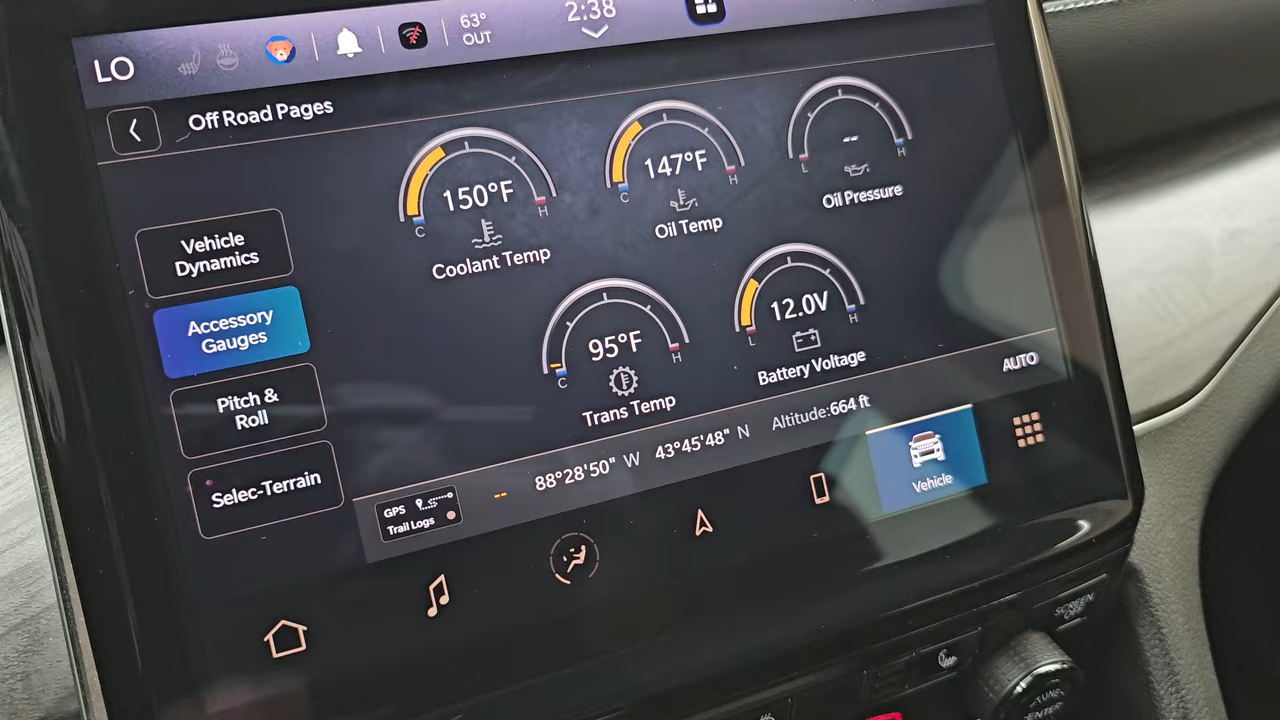 LO
63°
OUT
2:38
Off Road Pages
Vehicle
Dynamics
Accessory
Gauges
Pitch &
Roll
Selec-Terrain
150°F
C
H
Coolant Temp
147°F
C
H
Oil Temp
--
L
H
Oil Pressure
95°F
C
H
Trans Temp
12.0V
L
H
Battery Voltage
GPS
Trail Logs
--
88°28'50" W
43°45'48" N
Altitude:664 ft
AUTO
Vehicle
SCREEN
OFF
TUNE
ENTER